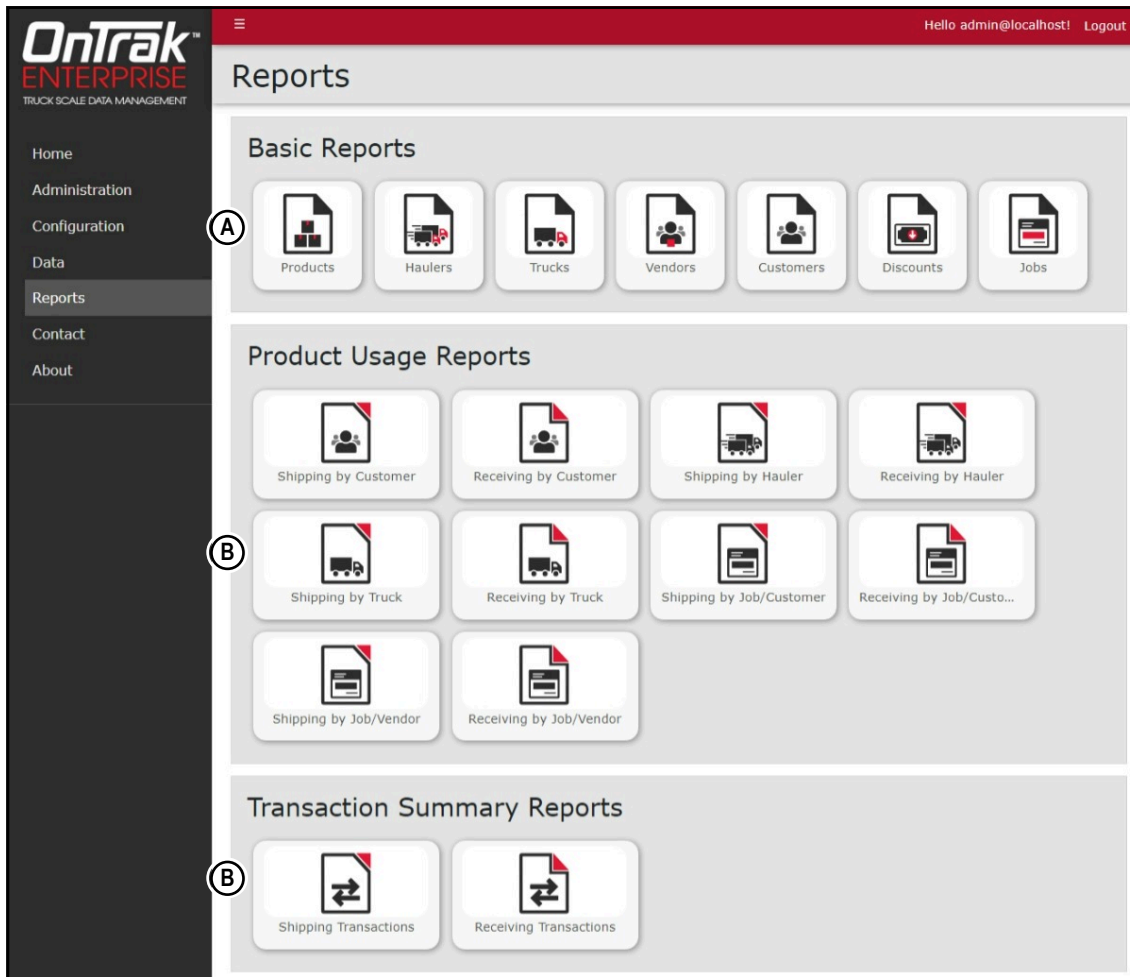 OnTrak™
ENTERPRISE
TRUCK SCALE DATA MANAGEMENT
Home
Administration
Configuration
Data
Reports
Contact
About
☰ Hello admin@localhost! Logout
Reports
Basic Reports
A
Products Haulers Trucks Vendors Customers Discounts Jobs
Product Usage Reports
Shipping by Customer Receiving by Customer Shipping by Hauler Receiving by Hauler
B
Shipping by Truck Receiving by Truck Shipping by Job/Customer Receiving by Job/Custo...
Shipping by Job/Vendor Receiving by Job/Vendor
Transaction Summary Reports
B
Shipping Transactions Receiving Transactions